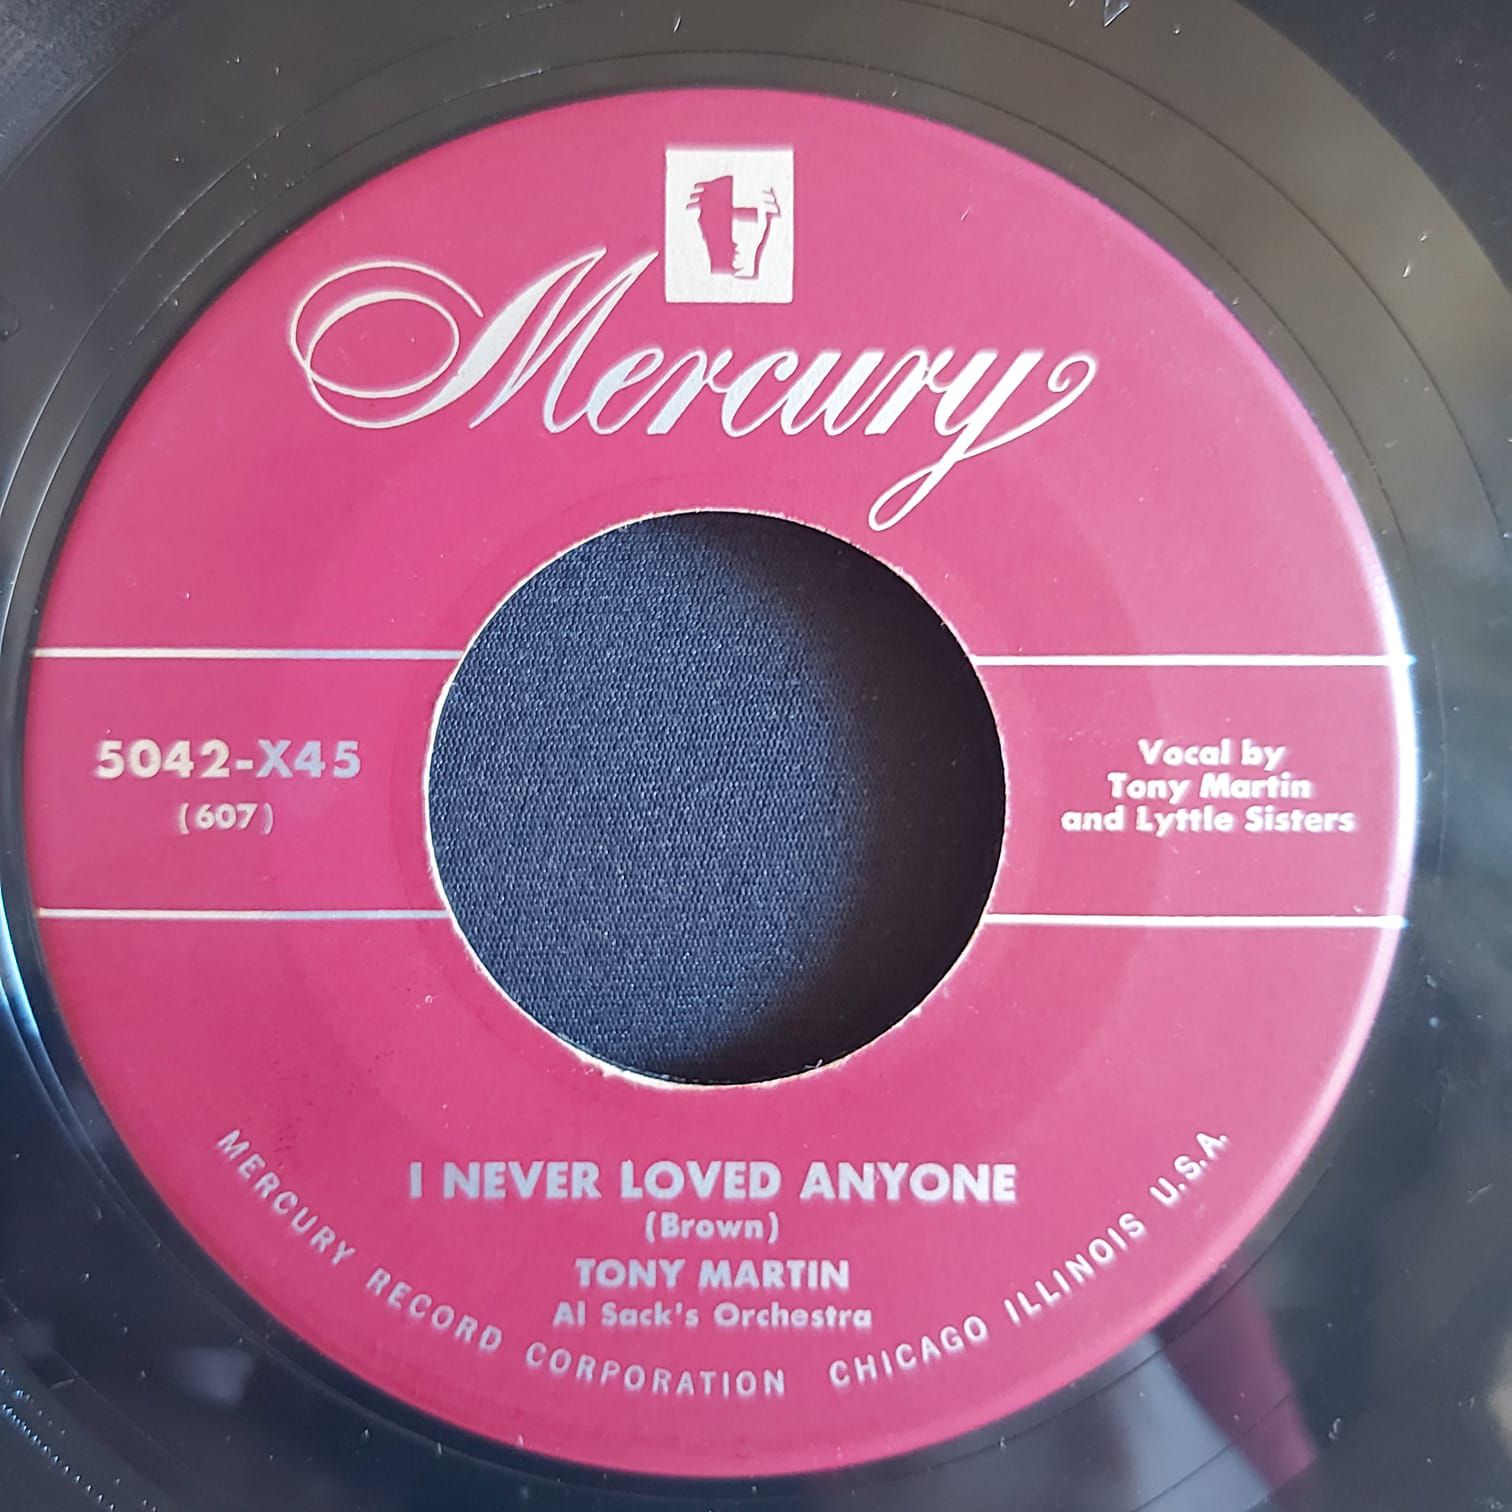 Mercury
5042-X45
(607)
Vocal by
Tony Martin
and Lyttle Sisters
I NEVER LOVED ANYONE
(Brown)
TONY MARTIN
Al Sack's Orchestra
MERCURY RECORD CORPORATION CHICAGO ILLINOIS U.S.A.